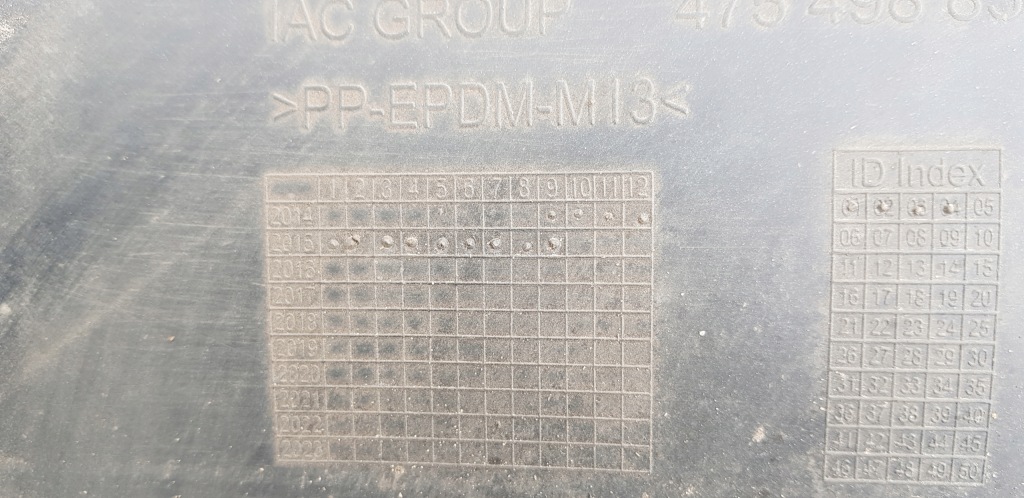 IAC GROUP 475 498 85
>PP-EPDM-M13<
1 2 3 4 5 6 7 8 9 10 11 12
2014
2015
2016
2017
2018
2019
2020
2021
2022
2023
ID Index
01 02 03 04 05
06 07 08 09 10
11 12 13 14 15
16 17 18 19 20
21 22 23 24 25
26 27 28 29 30
31 32 33 34 35
36 37 38 39 40
41 42 43 44 45
46 47 48 49 50